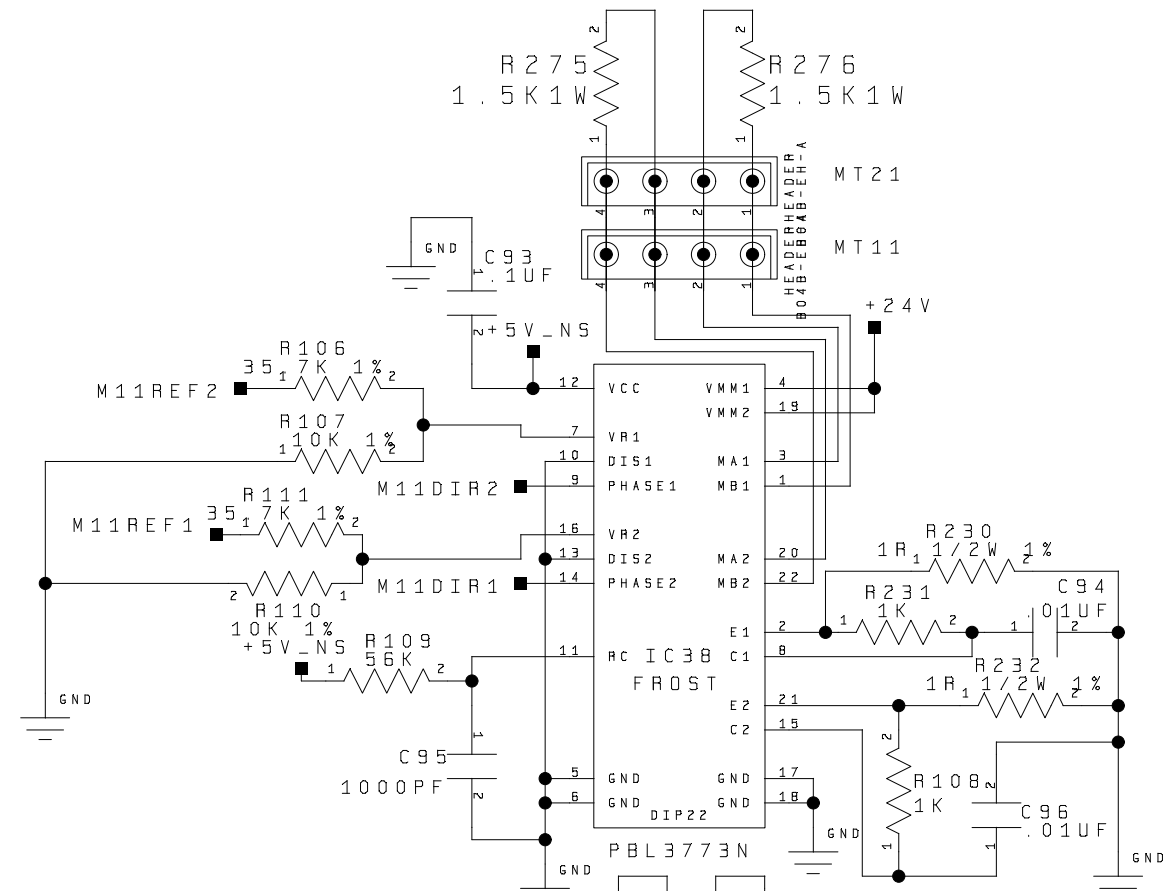 R275
1.5K1W
2
1
R276
1.5K1W
2
1
HEADERHEADER
MT21
4
3
2
1
MT11
4
3
2
1
GND
C93
.1UF
1
2
+5V_NS
+24V
R106
35.7K 1%
1
2
M11REF2
R107
10K 1%
1
2
M11DIR2
R111
35.7K 1%
1
2
M11REF1
R110
10K 1%
2
1
M11DIR1
+5V_NS
R109
56K
1
2
GND
C95
1000PF
1
2
GND
12 VCC
7 VR1
10 DIS1
9 PHASE1
16 VR2
13 DIS2
14 PHASE2
11 RC
5 GND
6 GND
IC38
FROST
VMM1 4
VMM2 19
MA1 3
MB1 1
MA2 20
MB2 22
E1 2
C1 8
E2 21
C2 15
GND 17
GND 18
DIP22
PBL3773N
GND
R230
1R 1/2W 1%
1
2
R231
1K
1
2
C94
.01UF
1
2
R232
1R 1/2W 1%
1
2
R108
1K
2
1
C96
.01UF
2
1
GND